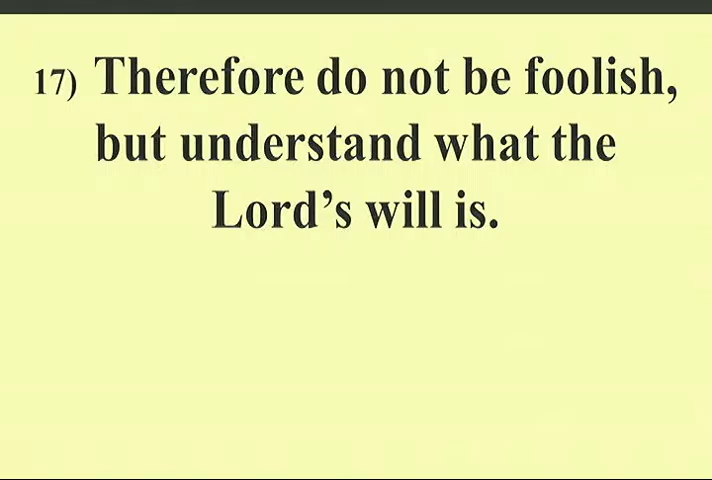 17) Therefore do not be foolish,
but understand what the
Lord’s will is.